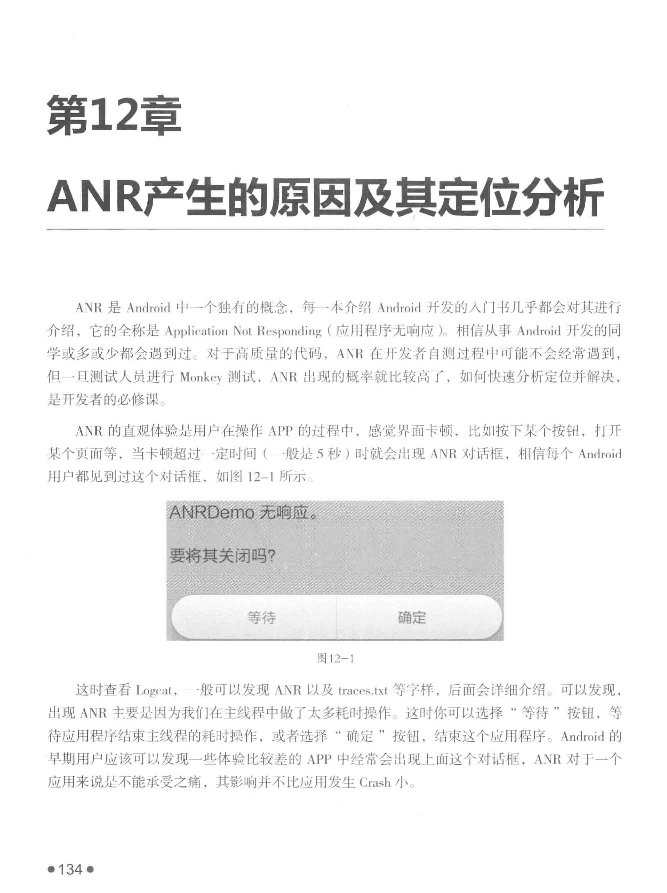 第12章
ANR产生的原因及其定位分析
ANR 是 Android 中一个独有的概念，每一本介绍 Android 开发的入门书几乎都会对其进行
介绍，它的全称是 Application Not Responding（应用程序无响应）。相信从事 Android 开发的同
学或多或少都会遇到过。对于高质量的代码，ANR 在开发者自测过程中可能不会经常遇到，
但一旦测试人员进行 Monkey 测试，ANR 出现的概率就比较高了，如何快速分析定位并解决，
是开发者的必修课。
ANR 的直观体验是用户在操作 APP 的过程中，感觉界面卡顿，比如按下某个按钮，打开
某个页面等，当卡顿超过一定时间（一般是 5 秒）时就会出现 ANR 对话框，相信每个 Android
用户都见到过这个对话框，如图 12-1 所示。
ANRDemo 无响应。
要将其关闭吗？
等待 确定
图12-1
这时查看 Logcat，一般可以发现 ANR 以及 traces.txt 等字样，后面会详细介绍。可以发现，
出现 ANR 主要是因为我们在主线程中做了太多耗时操作。这时你可以选择“等待”按钮，等
待应用程序结束主线程的耗时操作，或者选择“确定”按钮，结束这个应用程序。Android 的
早期用户应该可以发现一些体验比较差的 APP 中经常会出现上面这个对话框，ANR 对于一个
应用来说是不能承受之痛，其影响并不比应用发生 Crash 小。
●134●